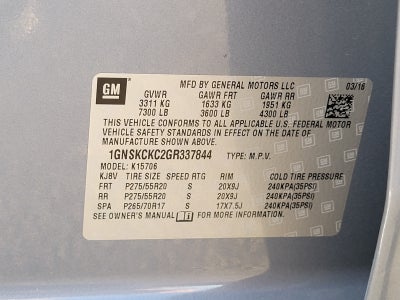 GM
MFD BY GENERAL MOTORS LLC
GVWR GAWR FRT GAWR RR 03/16
3311 KG 1633 KG 1951 KG
7300 LB 3600 LB 4300 LB
THIS VEHICLE CONFORMS TO ALL APPLICABLE U.S. FEDERAL MOTOR
VEHICLE SAFETY STANDARDS IN EFFECT ON THE DATE OF
MANUFACTURE SHOWN ABOVE.
1GNSKCKC2GR337844 TYPE: M.P.V.
MODEL: K15706
KJ8V TIRE SIZE SPEED RTG RIM COLD TIRE PRESSURE
FRT P275/55R20 S 20X9J 240KPA(35PSI)
RR P275/55R20 S 20X9J 240KPA(35PSI)
SPA P265/70R17 S 17X7.5J 240KPA(35PSI)
SEE OWNER'S MANUAL FOR MORE INFORMATION.